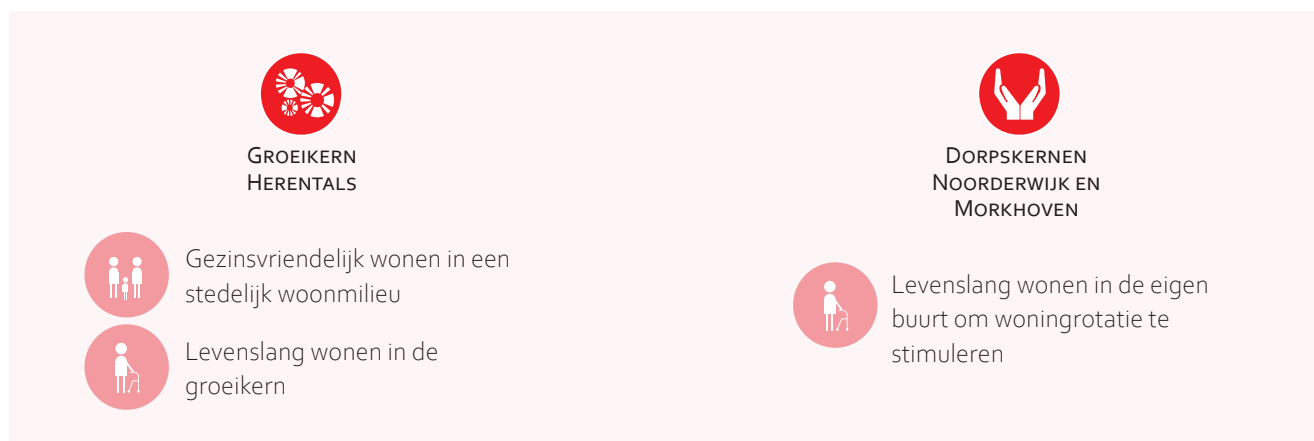 GROEIKERN
HERENTALS
Gezinsvriendelijk wonen in een
stedelijk woonmilieu
Levenslang wonen in de
groeikern
DORPSKERNEN
NOORDERWIJK EN
MORKHOVEN
Levenslang wonen in de eigen
buurt om woningrotatie te
stimuleren